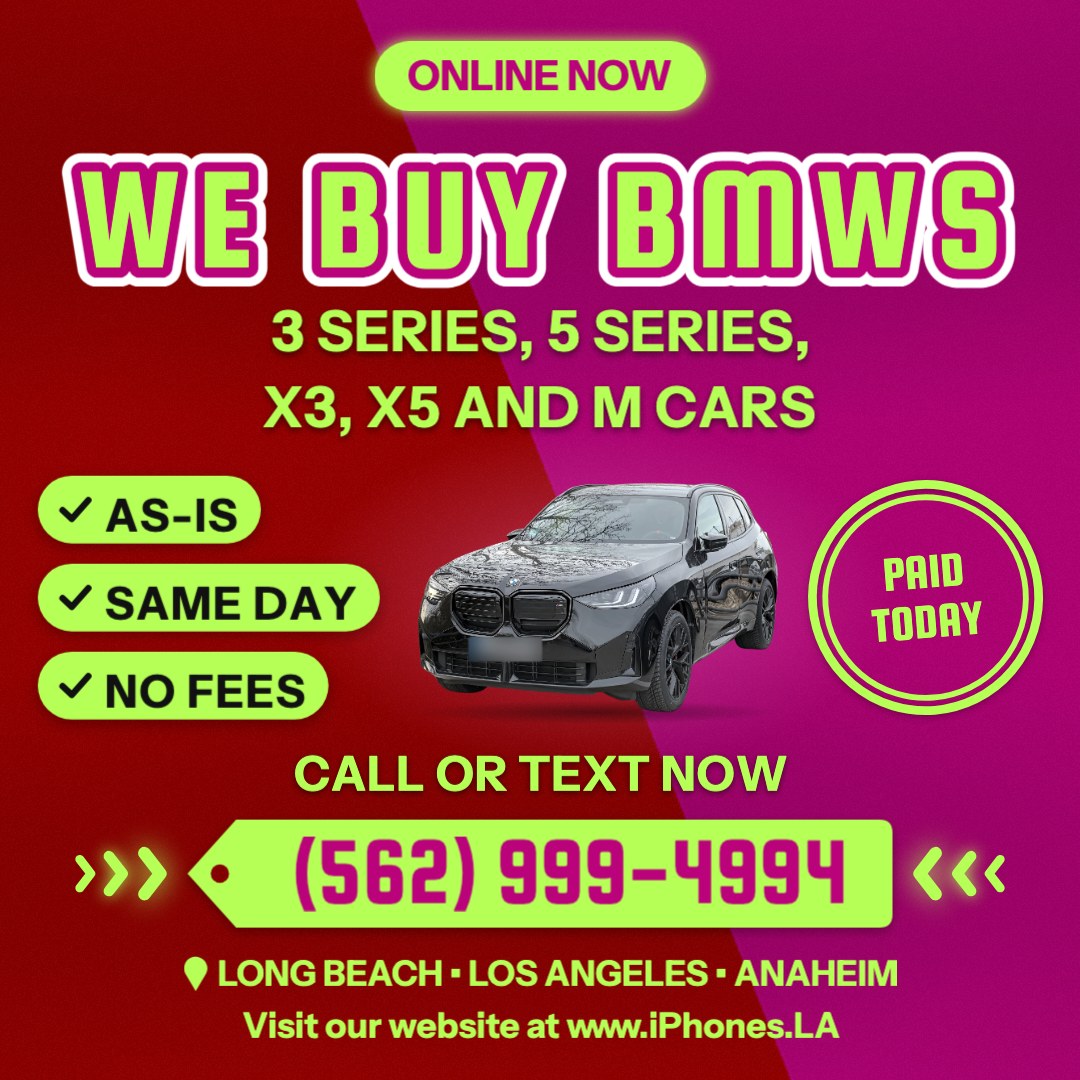 ONLINE NOW
WE BUY BMWS
3 SERIES, 5 SERIES,
X3, X5 AND M CARS
AS-IS
SAME DAY
NO FEES
PAID
TODAY
CALL OR TEXT NOW
(562) 999-4994
LONG BEACH ▪ LOS ANGELES ▪ ANAHEIM
Visit our website at www.iPhones.LA